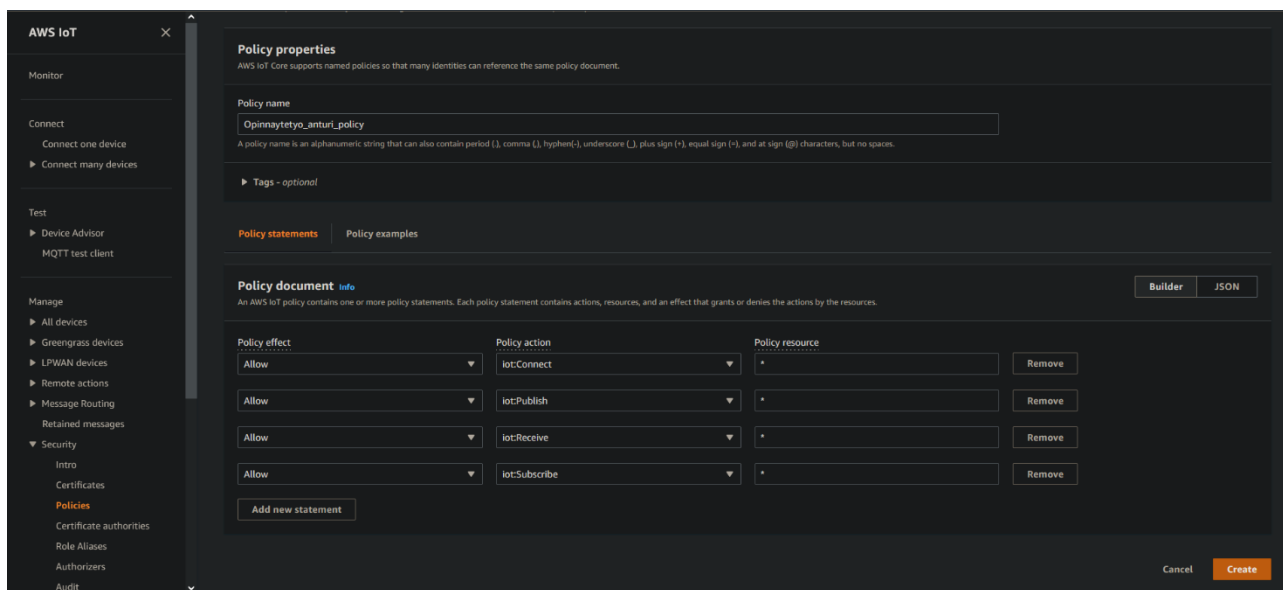 AWS IoT
Monitor
Connect
Connect one device
Connect many devices
Test
Device Advisor
MQTT test client
Manage
All devices
Greengrass devices
LPWAN devices
Remote actions
Message Routing
Retained messages
Security
Intro
Certificates
Policies
Certificate authorities
Role Aliases
Authorizers
Audit
Policy properties
AWS IoT Core supports named policies so that many identities can reference the same policy document.
Policy name
Opinnaytetyo_anturi_policy
A policy name is an alphanumeric string that can also contain period (.), comma (,), hyphen(-), underscore (_), plus sign (+), equal sign (=), and at sign (@) characters, but no spaces.
Tags - optional
Policy statements Policy examples
Policy document Info
Builder JSON
An AWS IoT policy contains one or more policy statements. Each policy statement contains actions, resources, and an effect that grants or denies the actions by the resources.
Policy effect Policy action Policy resource
Allow iot:Connect * Remove
Allow iot:Publish * Remove
Allow iot:Receive * Remove
Allow iot:Subscribe * Remove
Add new statement
Cancel Create